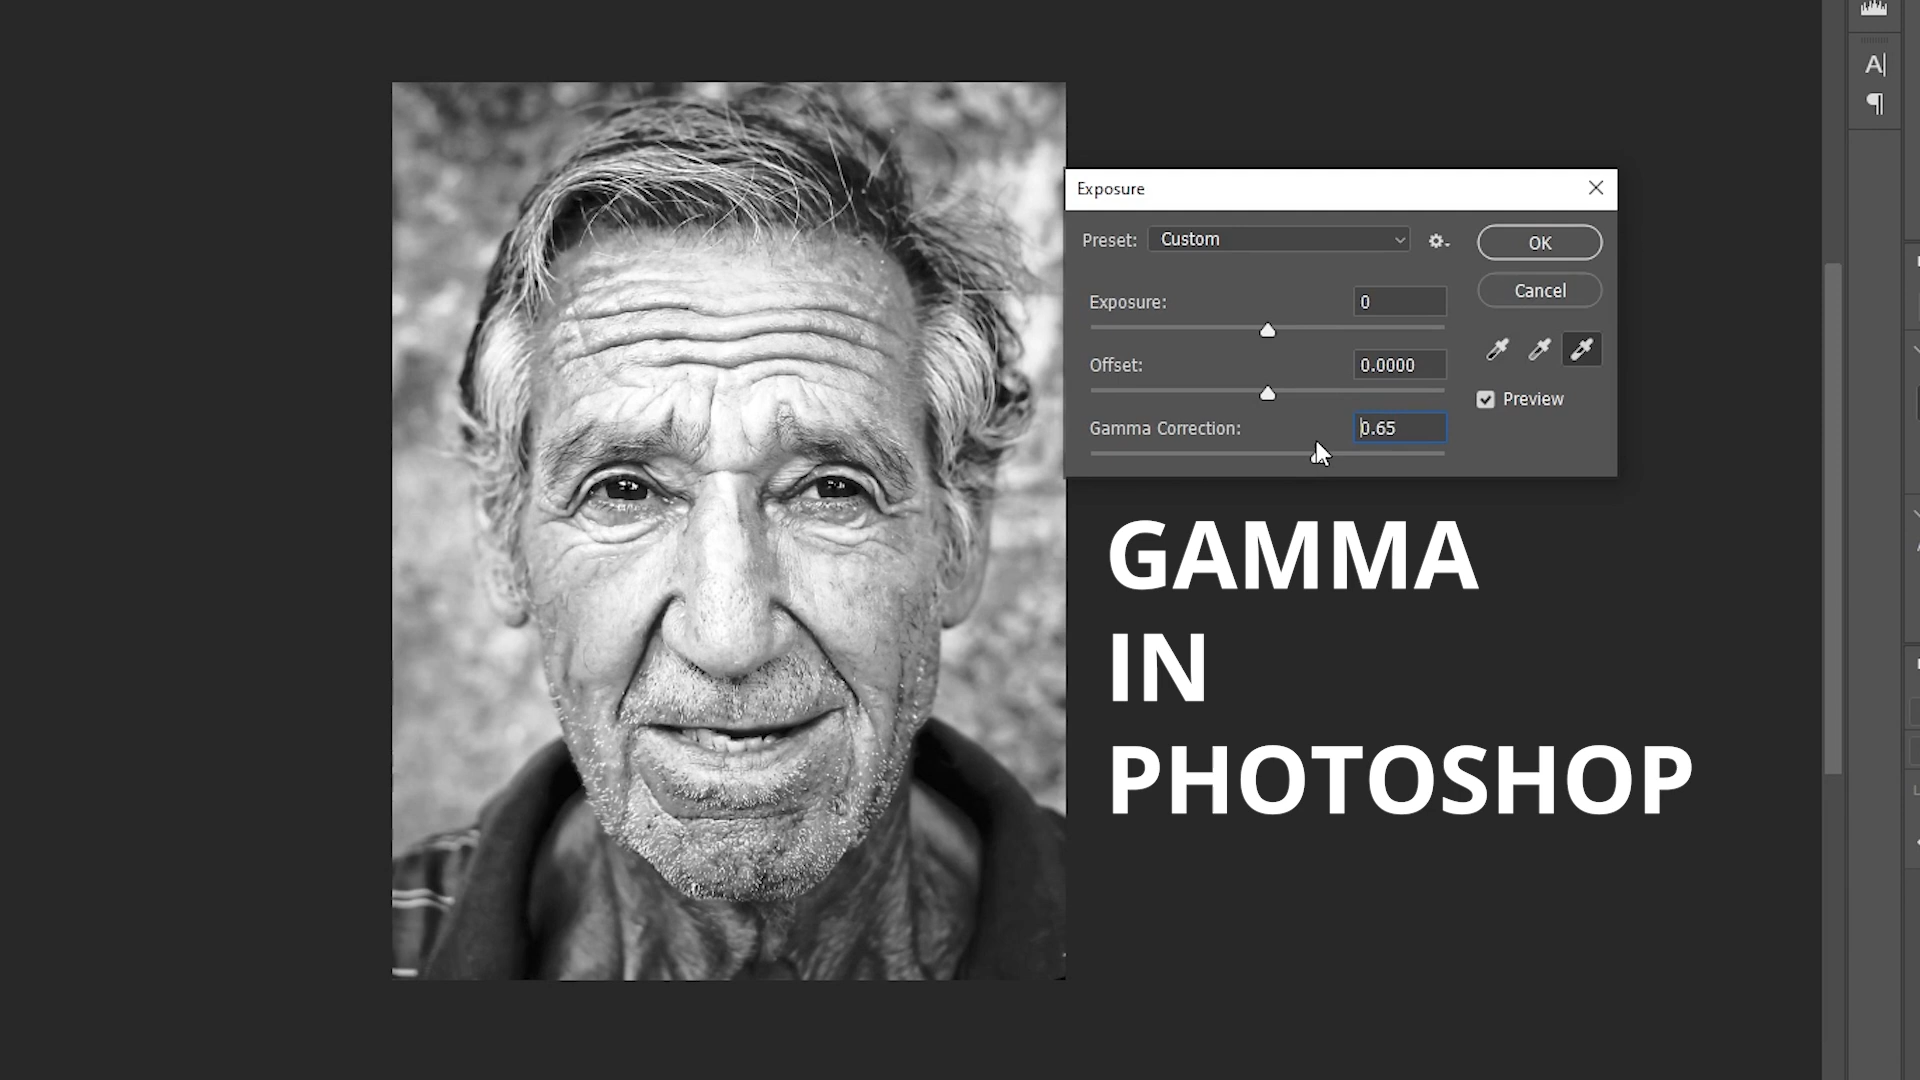 Exposure
Preset: Custom
OK
Cancel
Exposure: 0
Offset: 0.0000
Preview
Gamma Correction: 0.65
GAMMA
IN
PHOTOSHOP